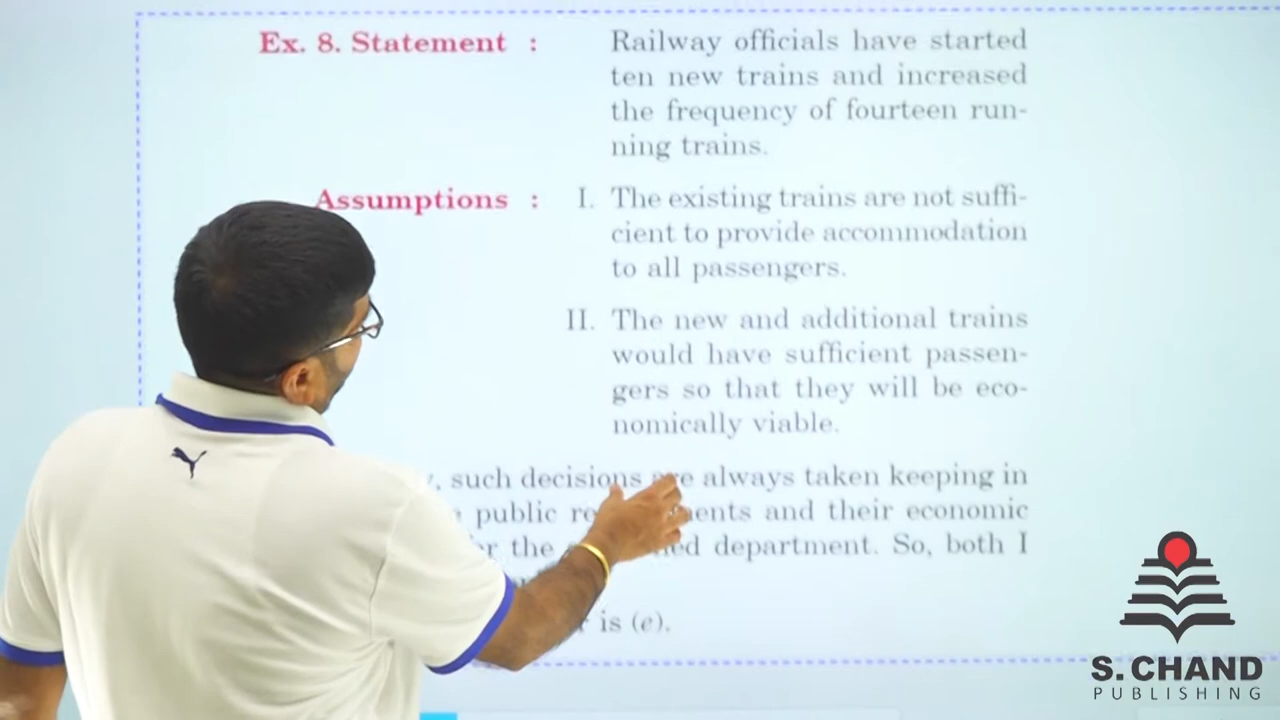 Ex. 8. Statement : Railway officials have started
ten new trains and increased
the frequency of fourteen run-
ning trains.
Assumptions : I. The existing trains are not suffi-
cient to provide accommodation
to all passengers.
II. The new and additional trains
would have sufficient passen-
gers so that they will be eco-
nomically viable.
, such decisions are always taken keeping in
public and their economic
the department. So, both I
is (e).
S. CHAND
PUBLISHING